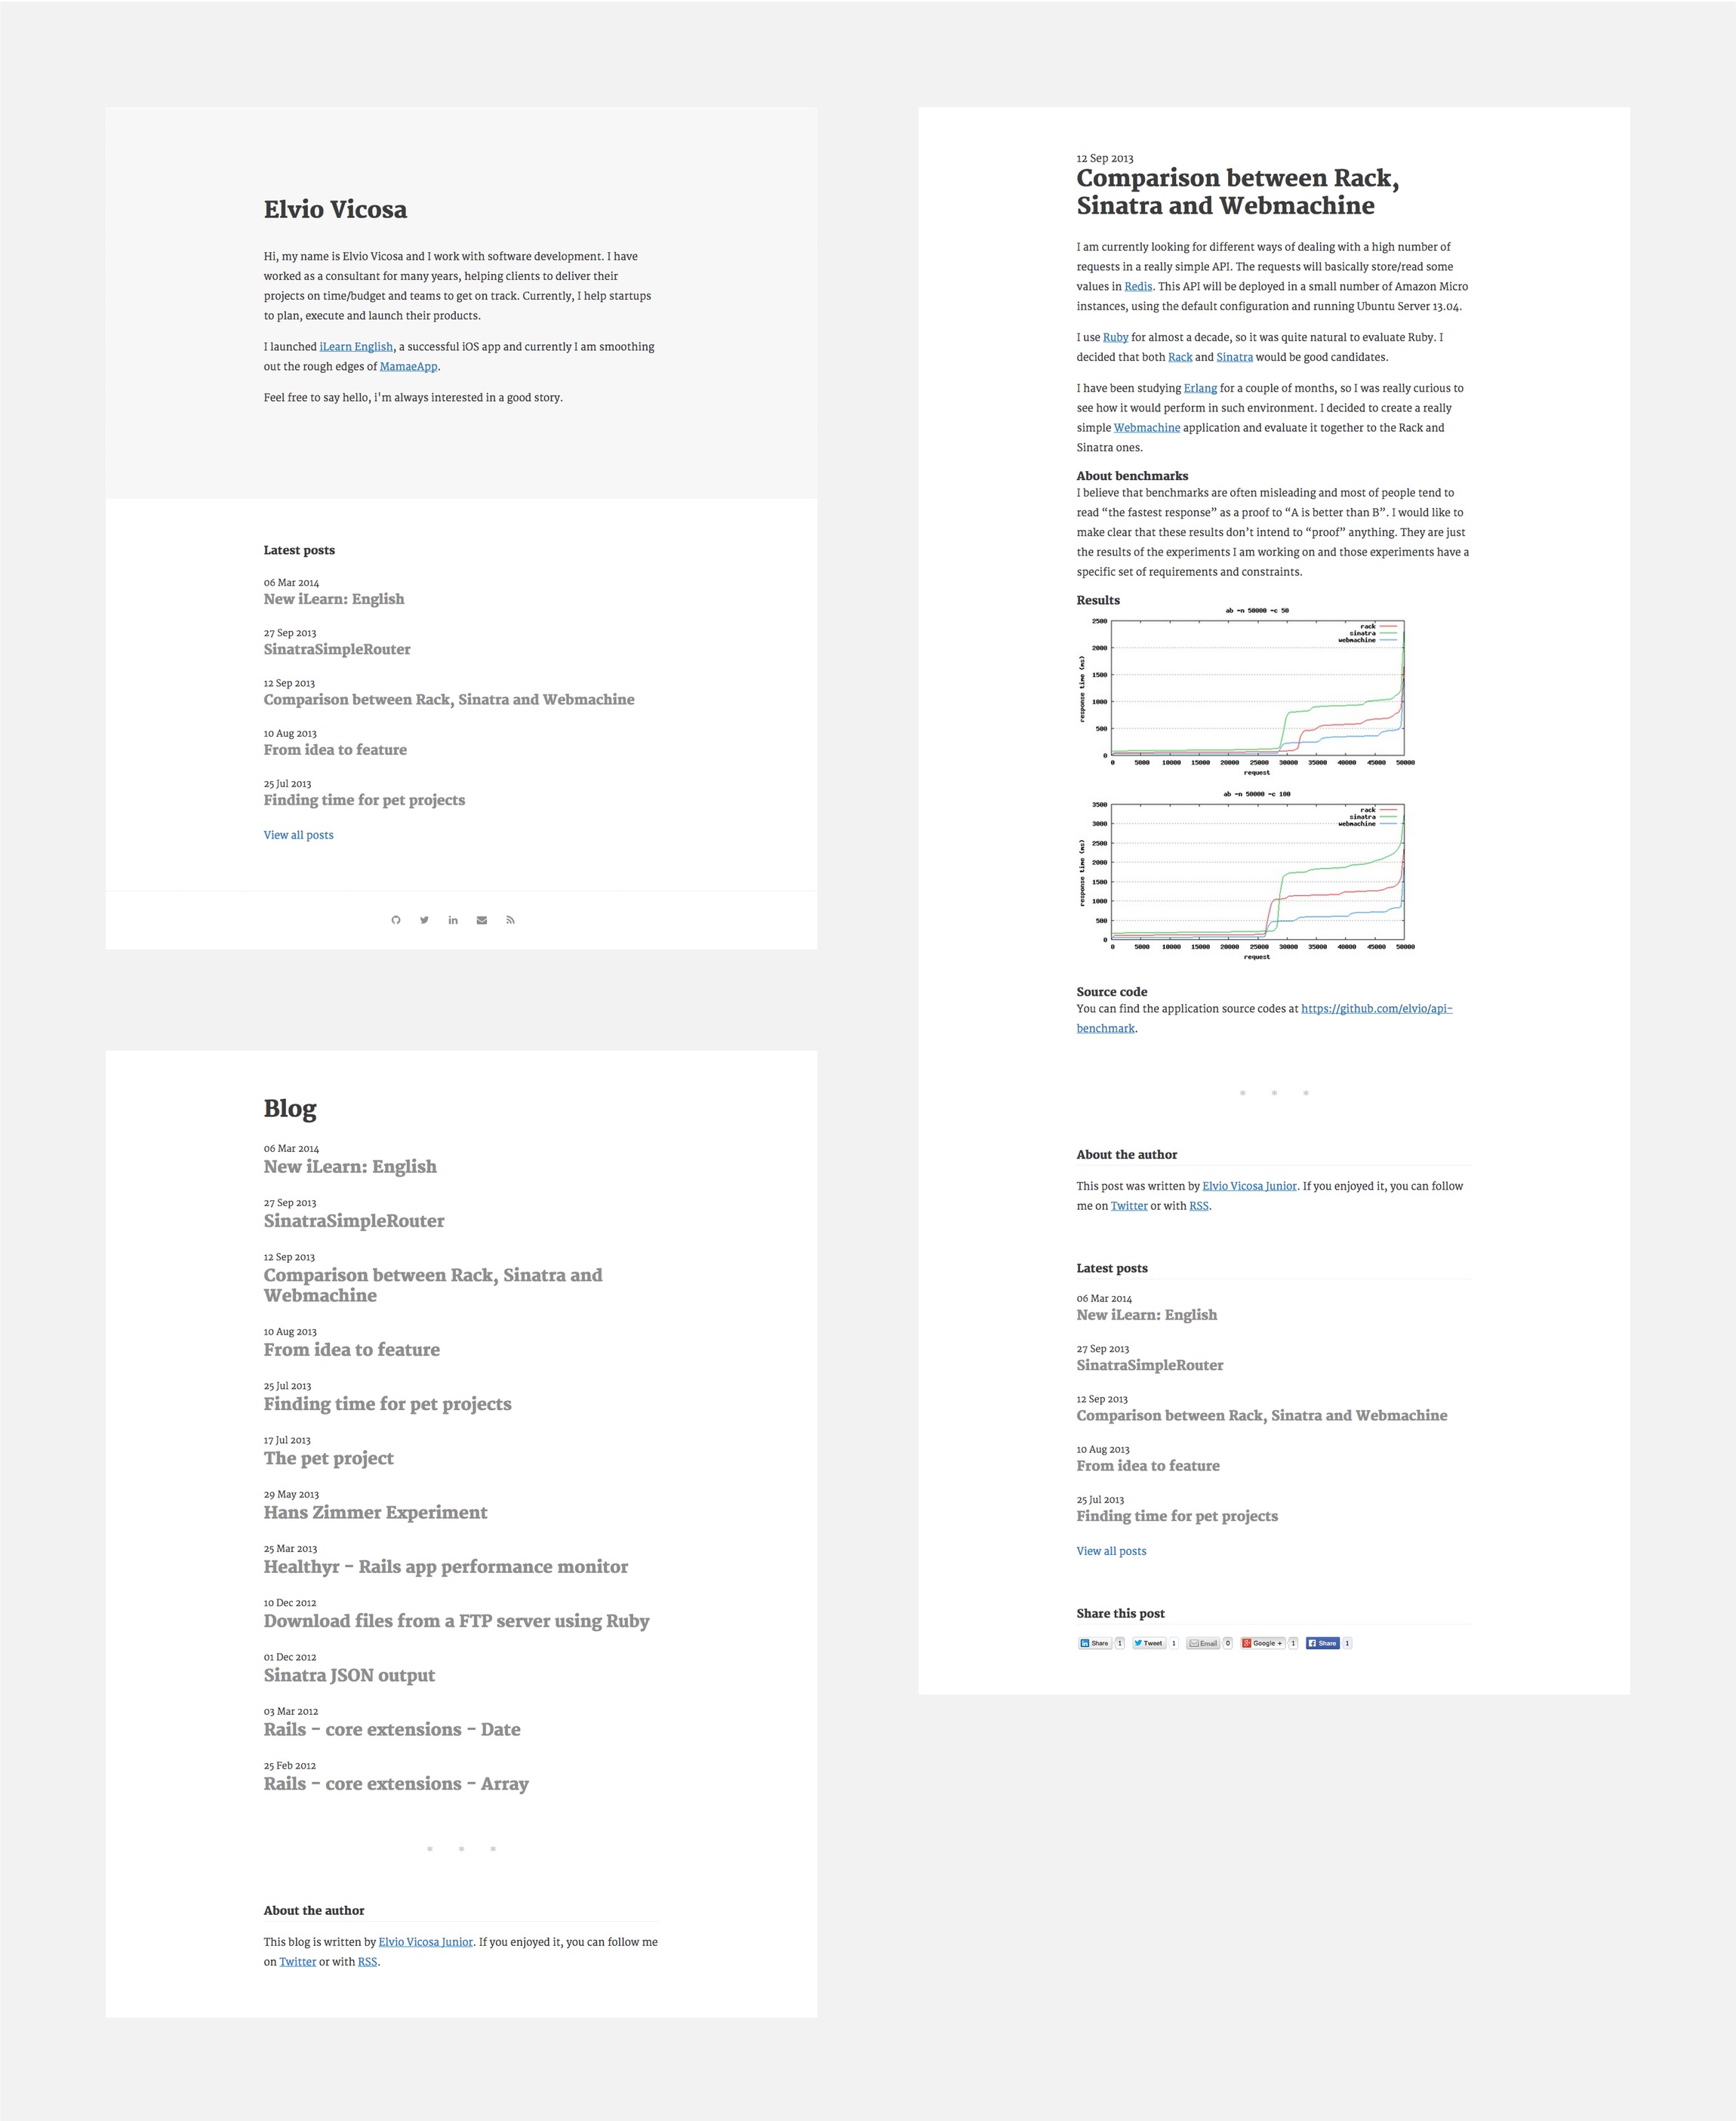 Elvio Vicosa
Hi, my name is Elvio Vicosa and I work with software development. I have
worked as a consultant for many years, helping clients to deliver their
projects on time/budget and teams to get on track. Currently, I help startups
to plan, execute and launch their products.
I launched iLearn English, a successful iOS app and currently I am smoothing
out the rough edges of MamaeApp.
Feel free to say hello, i'm always interested in a good story.
Latest posts
06 Mar 2014
New iLearn: English
27 Sep 2013
SinatraSimpleRouter
12 Sep 2013
Comparison between Rack, Sinatra and Webmachine
10 Aug 2013
From idea to feature
25 Jul 2013
Finding time for pet projects
View all posts
Blog
06 Mar 2014
New iLearn: English
27 Sep 2013
SinatraSimpleRouter
12 Sep 2013
Comparison between Rack, Sinatra and
Webmachine
10 Aug 2013
From idea to feature
25 Jul 2013
Finding time for pet projects
17 Jul 2013
The pet project
29 May 2013
Hans Zimmer Experiment
25 Mar 2013
Healthyr - Rails app performance monitor
10 Dec 2012
Download files from a FTP server using Ruby
01 Dec 2012
Sinatra JSON output
03 Mar 2012
Rails - core extensions - Date
25 Feb 2012
Rails - core extensions - Array
* * *
About the author
This blog is written by Elvio Vicosa Junior. If you enjoyed it, you can follow me
on Twitter or with RSS.
12 Sep 2013
Comparison between Rack,
Sinatra and Webmachine
I am currently looking for different ways of dealing with a high number of
requests in a really simple API. The requests will basically store/read some
values in Redis. This API will be deployed in a small number of Amazon Micro
instances, using the default configuration and running Ubuntu Server 13.04.
I use Ruby for almost a decade, so it was quite natural to evaluate Ruby. I
decided that both Rack and Sinatra would be good candidates.
I have been studying Erlang for a couple of months, so I was really curious to
see how it would perform in such environment. I decided to create a really
simple Webmachine application and evaluate it together to the Rack and
Sinatra ones.
About benchmarks
I believe that benchmarks are often misleading and most of people tend to
read “the fastest response” as a proof to “A is better than B”. I would like to
make clear that these results don’t intend to “proof” anything. They are just
the results of the experiments I am working on and those experiments have a
specific set of requirements and constraints.
Results
ab -n 50000 -c 50
rack
sinatra
webmachine
2500
2000
1500
1000
500
0
response time (ms)
0 5000 10000 15000 20000 25000 30000 35000 40000 45000 50000
request
ab -n 50000 -c 100
rack
sinatra
webmachine
3500
3000
2500
2000
1500
1000
500
0
response time (ms)
0 5000 10000 15000 20000 25000 30000 35000 40000 45000 50000
request
Source code
You can find the application source codes at https://github.com/elvio/api-
benchmark.
* * *
About the author
This post was written by Elvio Vicosa Junior. If you enjoyed it, you can follow
me on Twitter or with RSS.
Latest posts
06 Mar 2014
New iLearn: English
27 Sep 2013
SinatraSimpleRouter
12 Sep 2013
Comparison between Rack, Sinatra and Webmachine
10 Aug 2013
From idea to feature
25 Jul 2013
Finding time for pet projects
View all posts
Share this post
in Share 1 Tweet 1 Email 0 Google + 1 Share 1